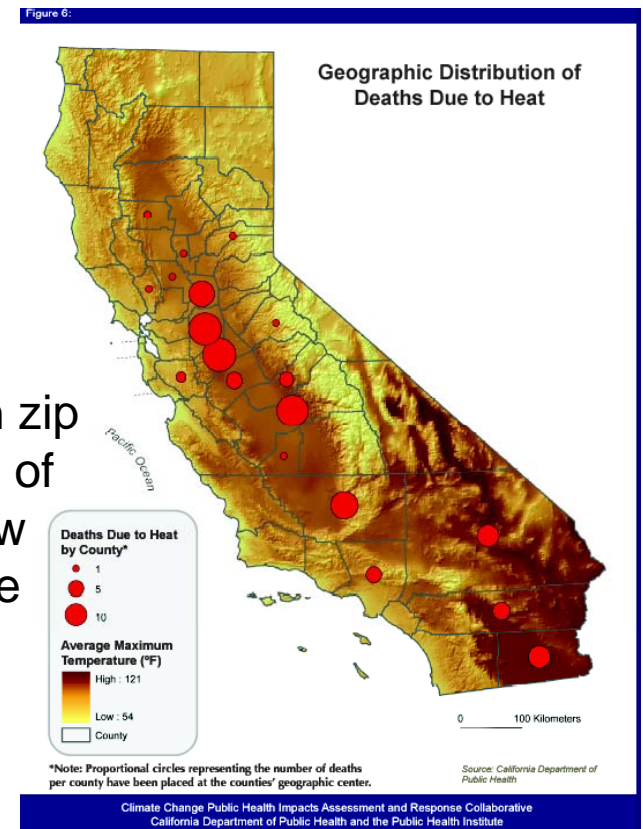 Figure 6:
Geographic Distribution of
Deaths Due to Heat
zip
of
Pacific Ocean
Deaths Due to Heat
by County*
1
5
10
Average Maximum
Temperature (ºF)
High : 121
Low : 54
County
0 100 Kilometers
*Note: Proportional circles representing the number of deaths
per county have been placed at the counties' geographic center.
Source: California Department of
Public Health
Climate Change Public Health Impacts Assessment and Response Collaborative
California Department of Public Health and the Public Health Institute